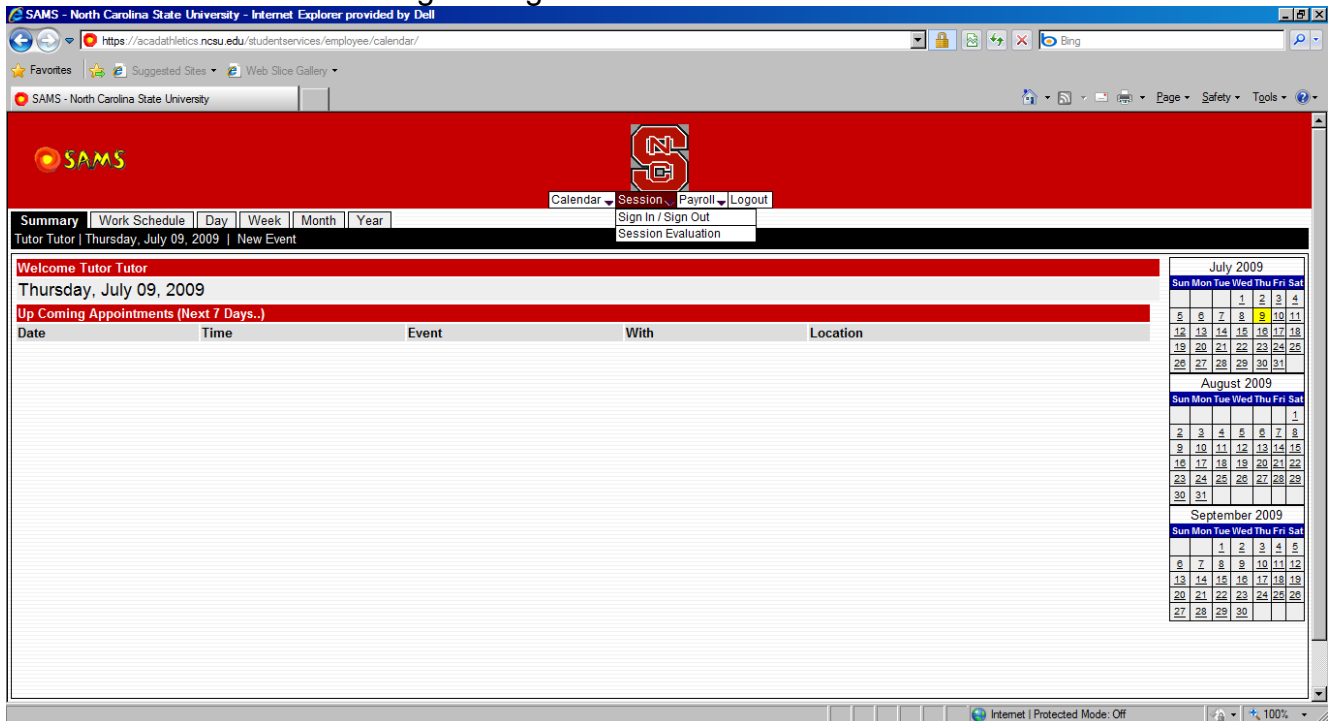 SAMS - North Carolina State University - Internet Explorer provided by Dell
https://acadathletics.ncsu.edu/studentservices/employee/calendar/
Bing
Favorites Suggested Sites Web Slice Gallery
SAMS - North Carolina State University
Page Safety Tools
SAMS
NCS
Calendar Session Payroll Logout
Sign In / Sign Out
Session Evaluation
Summary Work Schedule Day Week Month Year
Tutor Tutor | Thursday, July 09, 2009 | New Event
Welcome Tutor Tutor
Thursday, July 09, 2009
Up Coming Appointments (Next 7 Days..)
Date Time Event With Location
July 2009
Sun Mon Tue Wed Thu Fri Sat
1 2 3 4
5 6 7 8 9 10 11
12 13 14 15 16 17 18
19 20 21 22 23 24 25
26 27 28 29 30 31
August 2009
Sun Mon Tue Wed Thu Fri Sat
1
2 3 4 5 6 7 8
9 10 11 12 13 14 15
16 17 18 19 20 21 22
23 24 25 26 27 28 29
30 31
September 2009
Sun Mon Tue Wed Thu Fri Sat
1 2 3 4 5
6 7 8 9 10 11 12
13 14 15 16 17 18 19
20 21 22 23 24 25 26
27 28 29 30
Internet | Protected Mode: Off
100%